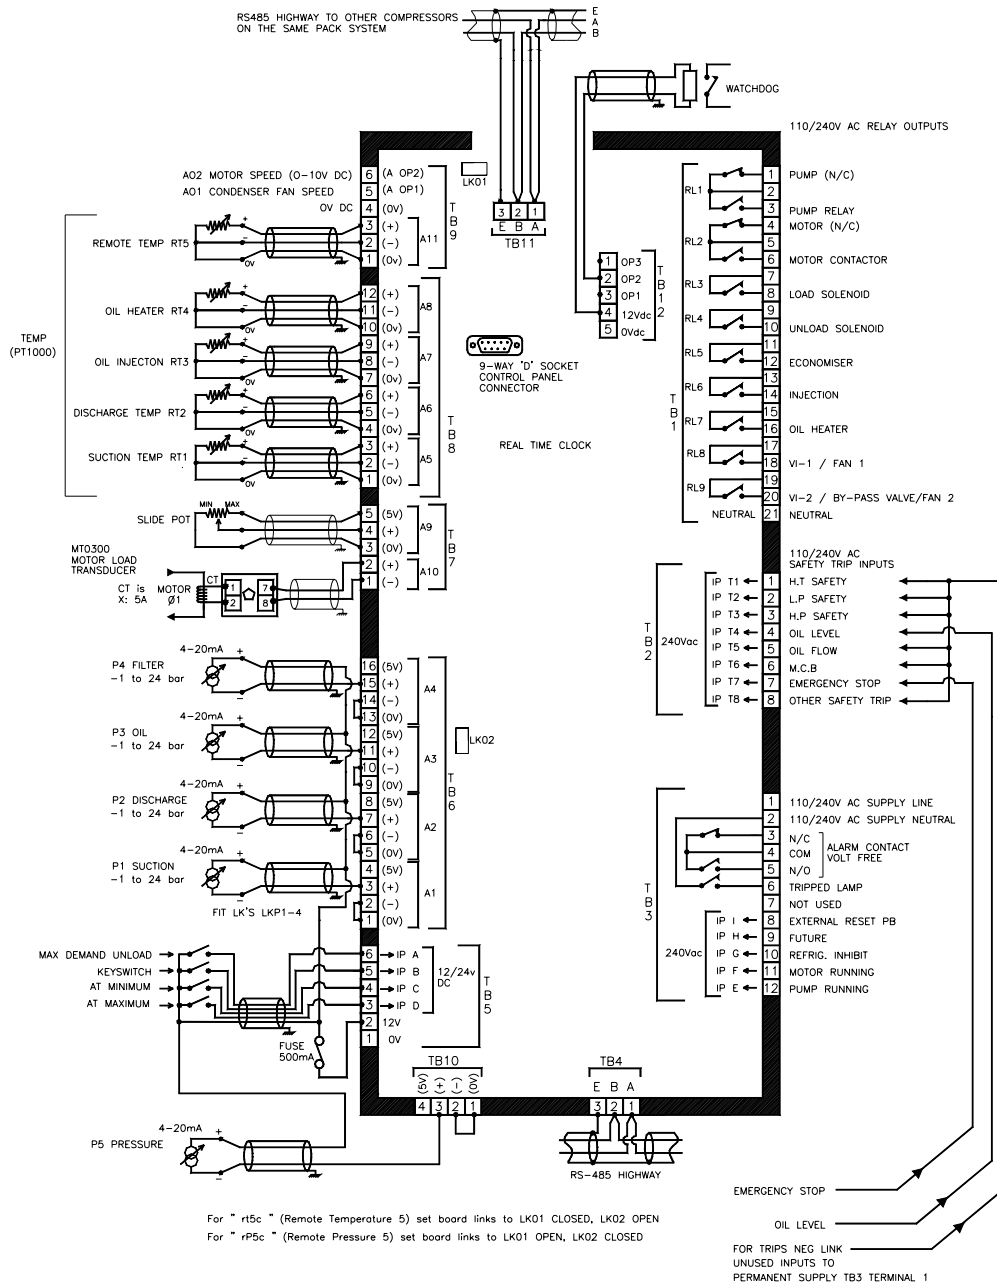 RS485 HIGHWAY TO OTHER COMPRESSORS
ON THE SAME PACK SYSTEM
E
A
B
WATCHDOG
110/240V AC RELAY OUTPUTS
LK01
3 2 1
E B A
TB11
AO2 MOTOR SPEED (0-10V DC) 6 (A OP2)
AO1 CONDENSER FAN SPEED 5 (A OP1)
0V DC 4 (0V)
3 (+)
REMOTE TEMP RT5 2 (-) A11
1 (0v)
TB9
+
-
0V
TEMP
(PT1000)
12 (+)
OIL HEATER RT4 11 (-) A8
10 (0v)
+
-
0V
9 (+)
OIL INJECTON RT3 8 (-) A7
7 (0v)
+
-
0V
6 (+)
DISCHARGE TEMP RT2 5 (-) A6
4 (0v)
+
-
0V
3 (+)
SUCTION TEMP RT1 2 (-) A5
1 (0v)
+
-
0V
TB8
MIN MAX
SLIDE POT
5 (5V)
4 (+) A9
3 (0V)
2 (+) A10
1 (-)
TB7
MT0300
MOTOR LOAD
TRANSDUCER
CT is
X: 5A
MOTOR
Ø1
CT
1 7
2 8
4-20mA
P4 FILTER
-1 to 24 bar
+
-
16 (5V)
15 (+) A4
14 (-)
13 (0V)
4-20mA
P3 OIL
-1 to 24 bar
+
-
12 (5V)
11 (+) A3
10 (-)
9 (0V)
4-20mA
P2 DISCHARGE
-1 to 24 bar
+
-
8 (5V)
7 (+) A2
6 (-)
5 (0V)
4-20mA
P1 SUCTION
-1 to 24 bar
+
-
4 (5V)
3 (+) A1
2 (-)
1 (0V)
TB6
FIT LK'S LKP1-4
LK02
MAX DEMAND UNLOAD 6 IP A
KEYSWITCH 5 IP B
AT MINIMUM 4 IP C
AT MAXIMUM 3 IP D
2 12V
1 0V
12/24v
DC
TB5
FUSE
500mA
TB10
(5V) (+) (-) (0V)
4 3 2 1
TB4
E B A
3 2 1
RS-485 HIGHWAY
4-20mA
P5 PRESSURE
+
-
9-WAY 'D' SOCKET
CONTROL PANEL
CONNECTOR
REAL TIME CLOCK
1 OP3
2 OP2
3 OP1
4 12Vdc
5 0Vdc
TB12
TB1
RL1
1 PUMP (N/C)
2
3 PUMP RELAY
RL2
4 MOTOR (N/C)
5
6 MOTOR CONTACTOR
RL3
7
8 LOAD SOLENOID
RL4
9
10 UNLOAD SOLENOID
RL5
11
12 ECONOMISER
RL6
13
14 INJECTION
RL7
15
16 OIL HEATER
RL8
17
18 VI-1 / FAN 1
RL9
19
20 VI-2 / BY-PASS VALVE/FAN 2
NEUTRAL 21 NEUTRAL
110/240V AC
SAFETY TRIP INPUTS
TB2
240Vac
IP T1 1 H.T SAFETY
IP T2 2 L.P SAFETY
IP T3 3 H.P SAFETY
IP T4 4 OIL LEVEL
IP T5 5 OIL FLOW
IP T6 6 M.C.B
IP T7 7 EMERGENCY STOP
IP T8 8 OTHER SAFETY TRIP
TB3
1 110/240V AC SUPPLY LINE
2 110/240V AC SUPPLY NEUTRAL
3 N/C
4 COM
5 N/O
ALARM CONTACT
VOLT FREE
6 TRIPPED LAMP
7 NOT USED
240Vac
IP I 8 EXTERNAL RESET PB
IP H 9 FUTURE
IP G 10 REFRIG. INHIBIT
IP F 11 MOTOR RUNNING
IP E 12 PUMP RUNNING
EMERGENCY STOP
OIL LEVEL
FOR TRIPS NEG LINK
UNUSED INPUTS TO
PERMANENT SUPPLY TB3 TERMINAL 1
For " rt5c " (Remote Temperature 5) set board links to LK01 CLOSED, LK02 OPEN
For " rP5c " (Remote Pressure 5) set board links to LK01 OPEN, LK02 CLOSED